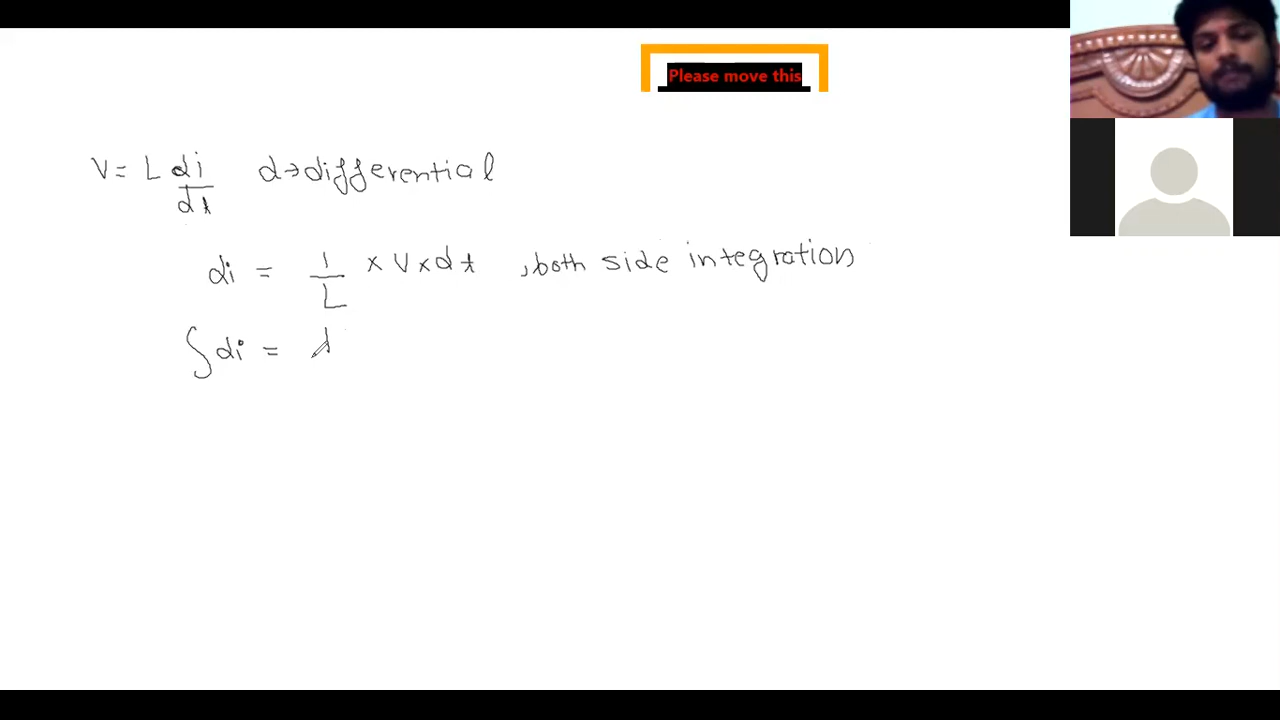 Please move this
V = L di/dt d→differential
di = 1/L × V × dt , both side integration
∫di =